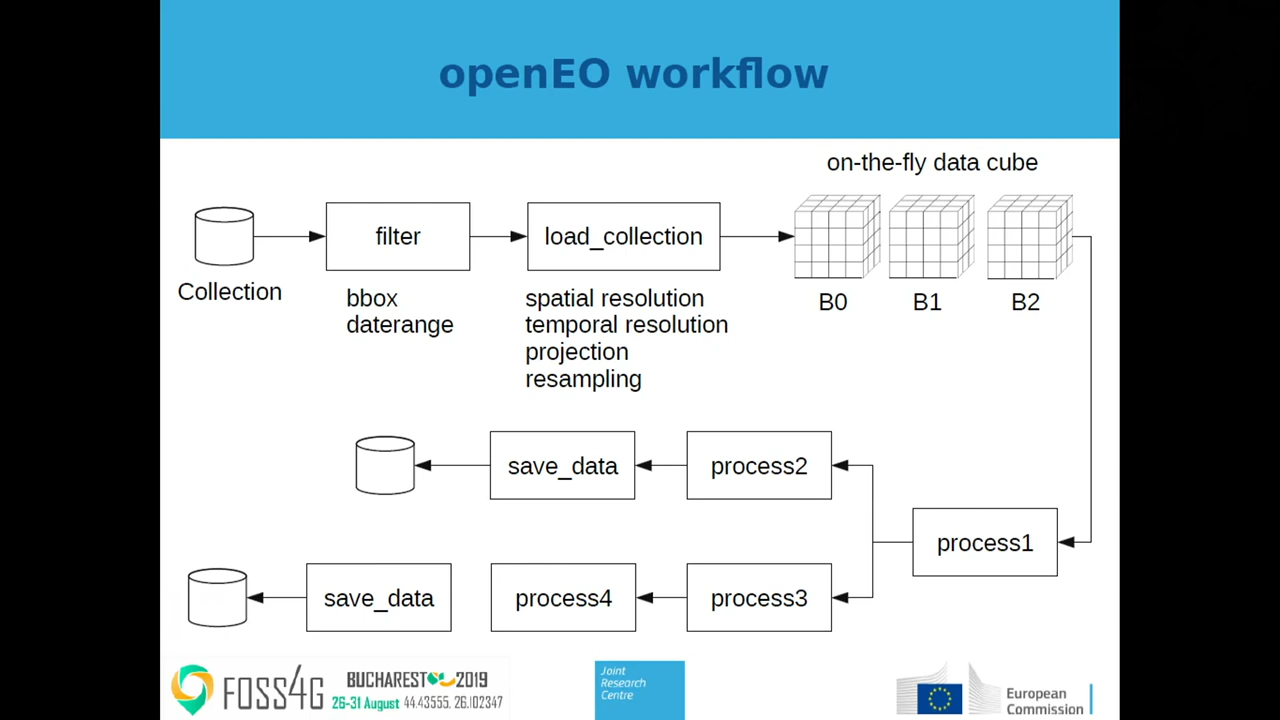 openEO workflow
on-the-fly data cube
filter
load_collection
Collection
bbox
daterange
spatial resolution
temporal resolution
projection
resampling
B0
B1
B2
save_data
process2
process1
save_data
process4
process3
FOSS4G
BUCHAREST 2019
26-31 August 44.43555, 26.102347
Joint
Research
Centre
European
Commission